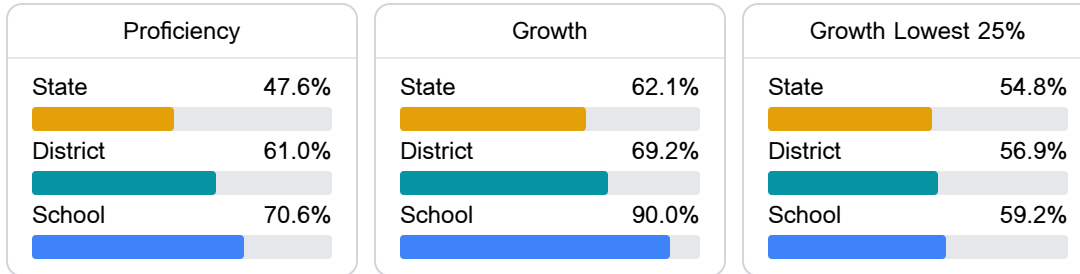 Proficiency
State 47.6%
District 61.0%
School 70.6%
Growth
State 62.1%
District 69.2%
School 90.0%
Growth Lowest 25%
State 54.8%
District 56.9%
School 59.2%